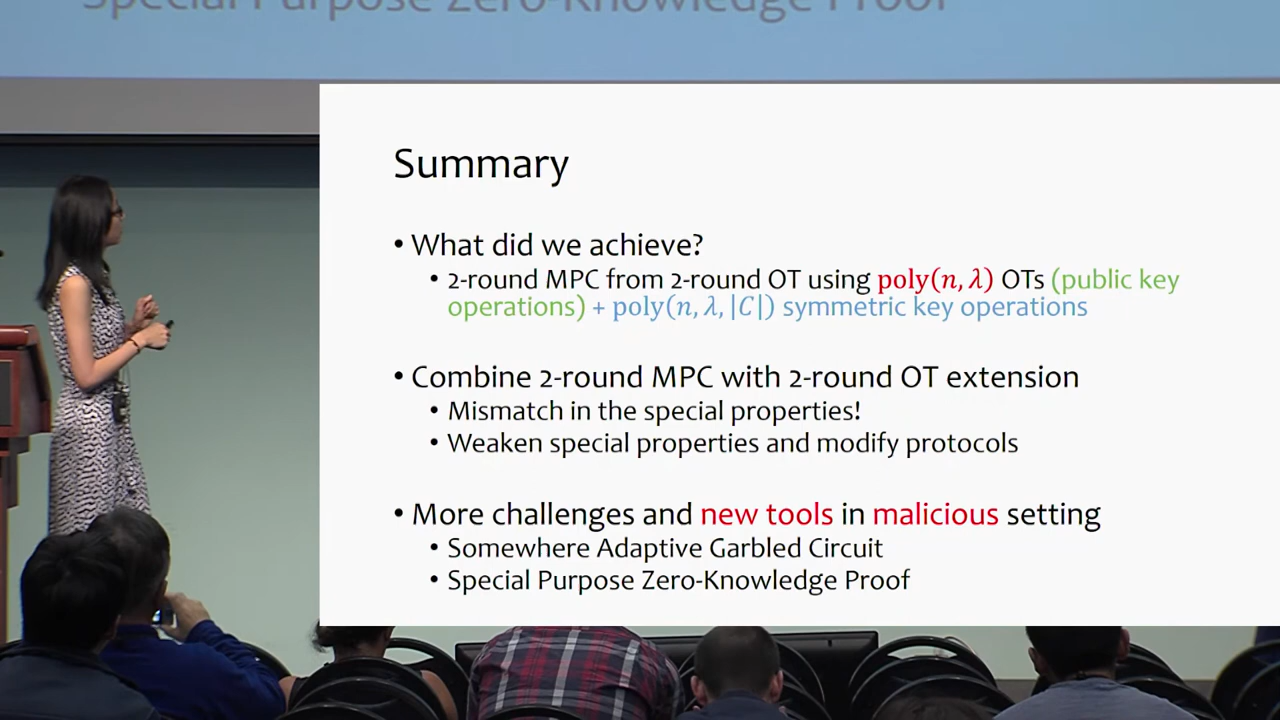 Special Purpose Zero-Knowledge Proof
Summary
• What did we achieve?
• 2-round MPC from 2-round OT using poly(n, λ) OTs (public key
operations) + poly(n, λ, |C|) symmetric key operations
• Combine 2-round MPC with 2-round OT extension
• Mismatch in the special properties!
• Weaken special properties and modify protocols
• More challenges and new tools in malicious setting
• Somewhere Adaptive Garbled Circuit
• Special Purpose Zero-Knowledge Proof